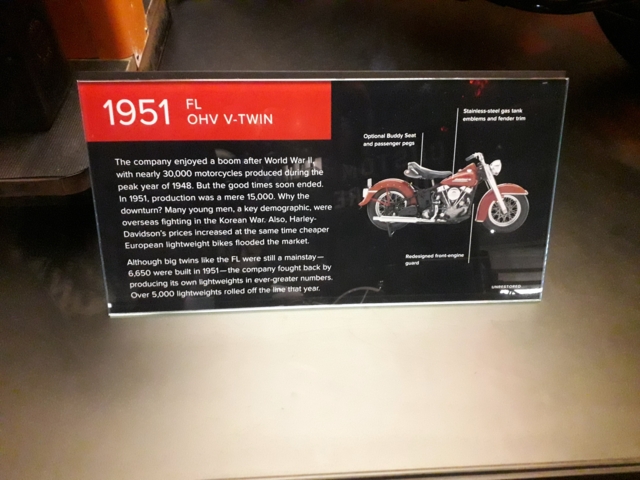 1951 FL
OHV V-TWIN
The company enjoyed a boom after World War II,
with nearly 30,000 motorcycles produced during the
peak year of 1948. But the good times soon ended.
In 1951, production was a mere 15,000. Why the
downturn? Many young men, a key demographic, were
overseas fighting in the Korean War. Also, Harley-
Davidson's prices increased at the same time cheaper
European lightweight bikes flooded the market.
Although big twins like the FL were still a mainstay—
6,650 were built in 1951—the company fought back by
producing its own lightweights in ever-greater numbers.
Over 5,000 lightweights rolled off the line that year.
Optional Buddy Seat
and passenger pegs
Stainless-steel gas tank
emblems and fender trim
Redesigned front-engine
guard
UNRESTORED